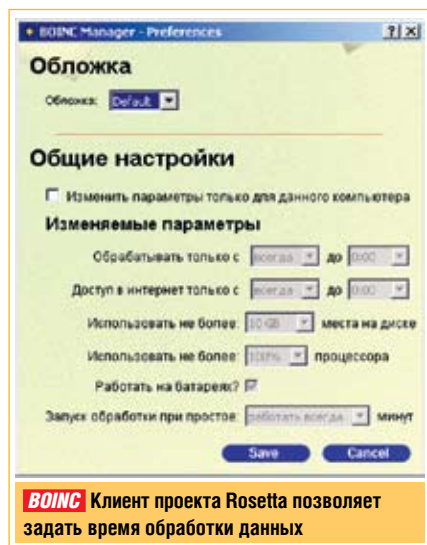 BOINC Manager - Preferences
Обложка
Обложка: Default
Общие настройки
Изменить параметры только для данного компьютера
Изменяемые параметры
Обрабатывать только с всегда до 0:00
Доступ в интернет только с всегда до 0:00
Использовать не более: 10 GB места на диске
Использовать не более: 100% процессора
Работать на батареях?
Запуск обработки при простое: работать всегда минут
Save Cancel
BOINC Клиент проекта Rosetta позволяет
задать время обработки данных